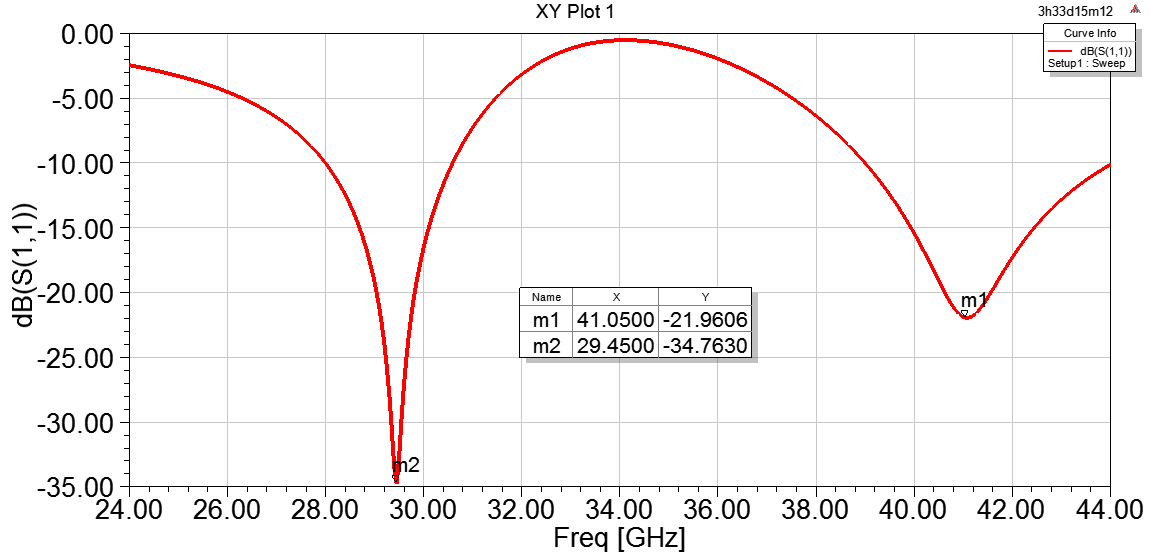 XY Plot 1
3h33d15m12
Curve Info
dB(S(1,1))
Setup1 : Sweep
0.00
-5.00
-10.00
-15.00
-20.00
-25.00
-30.00
-35.00
dB(S(1,1))
m1
Name X Y
m1 41.0500 -21.9606
m2 29.4500 -34.7630
m2
24.00 26.00 28.00 30.00 32.00 34.00 36.00 38.00 40.00 42.00 44.00
Freq [GHz]